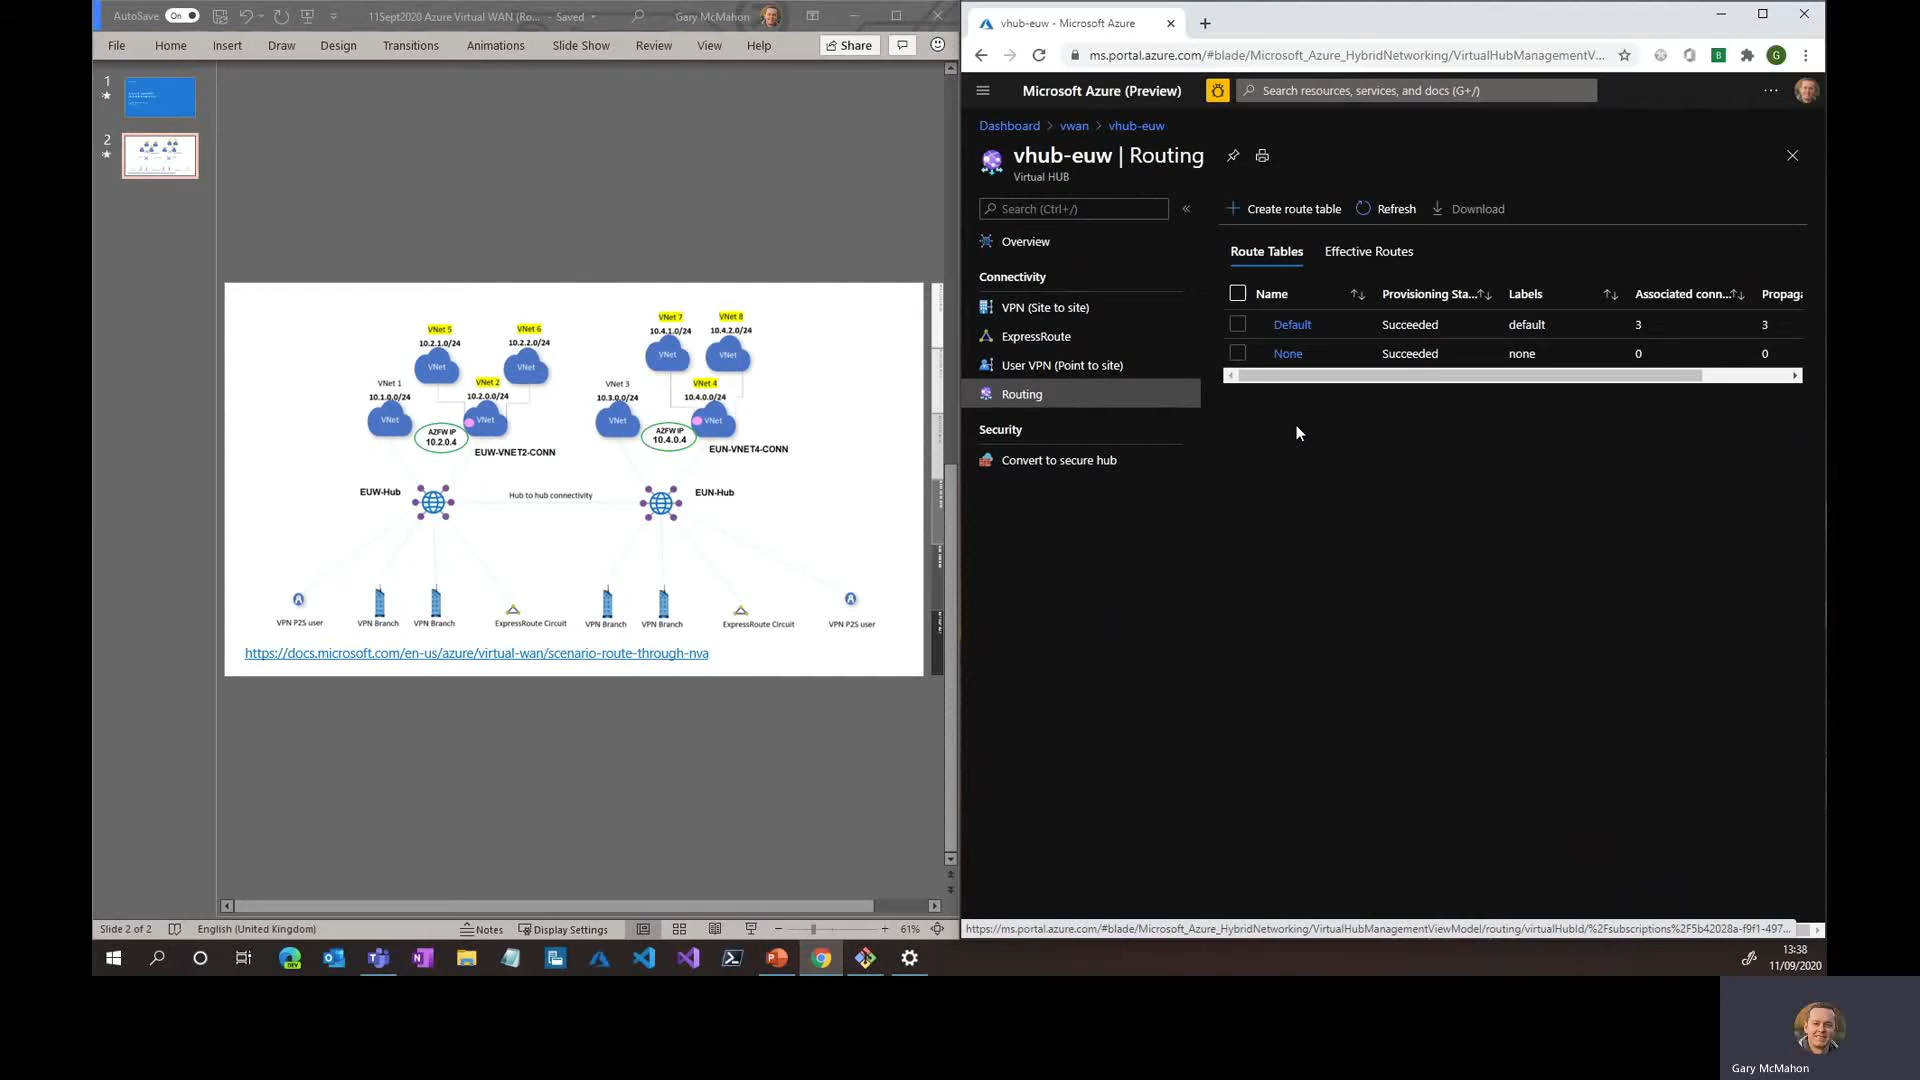 AutoSave On 11Sept2020 Azure Virtual WAN (Ro... - Saved Gary McMahon
File Home Insert Draw Design Transitions Animations Slide Show Review View Help Share
1
2
VNet 5
10.2.1.0/24
VNet
VNet 6
10.2.2.0/24
VNet
VNet 7
10.4.1.0/24
VNet
VNet 8
10.4.2.0/24
VNet
VNet 1
10.1.0.0/24
VNet
VNet 2
10.2.0.0/24
VNet
VNet 3
10.3.0.0/24
VNet
VNet 4
10.4.0.0/24
VNet
AZFW IP
10.2.0.4
AZFW IP
10.4.0.4
EUW-VNET2-CONN
EUN-VNET4-CONN
EUW-Hub
Hub to hub connectivity
EUN-Hub
VPN P2S user
VPN Branch
VPN Branch
ExpressRoute Circuit
VPN Branch
VPN Branch
ExpressRoute Circuit
VPN P2S user
https://docs.microsoft.com/en-us/azure/virtual-wan/scenario-route-through-nva
Slide 2 of 2 English (United Kingdom) Notes Display Settings 61%
vhub-euw - Microsoft Azure
ms.portal.azure.com/#blade/Microsoft_Azure_HybridNetworking/VirtualHubManagementV...
B
G
Microsoft Azure (Preview) Search resources, services, and docs (G+/)
Dashboard > vwan > vhub-euw
vhub-euw | Routing
Virtual HUB
Search (Ctrl+/)
«
Overview
Connectivity
VPN (Site to site)
ExpressRoute
User VPN (Point to site)
Routing
Security
Convert to secure hub
Create route table Refresh Download
Route Tables Effective Routes
Name Provisioning Sta... Labels Associated conn... Propaga
Default Succeeded default 3 3
None Succeeded none 0 0
https://ms.portal.azure.com/#blade/Microsoft_Azure_HybridNetworking/VirtualHubManagementViewModel/routing/virtualHubId/%2Fsubscriptions%2F5b42028a-f9f1-497...
13:38
11/09/2020
Gary McMahon